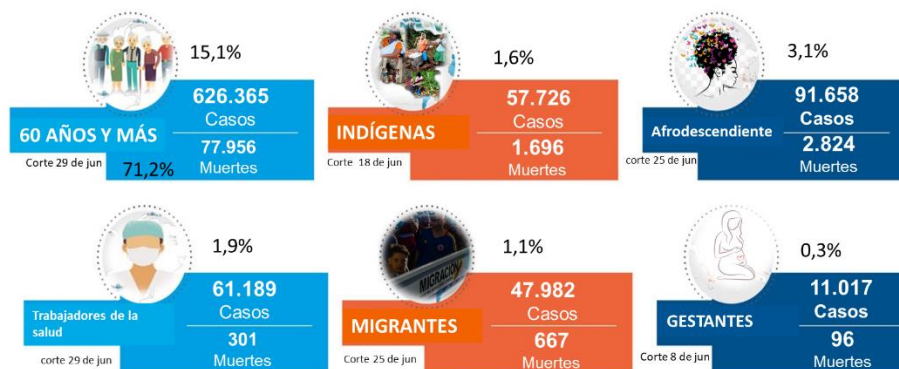 15,1%
626.365
Casos
60 AÑOS Y MÁS
77.956
Muertes
Corte 29 de jun
71,2%
1,6%
57.726
Casos
INDÍGENAS
1.696
Muertes
Corte 18 de jun
3,1%
91.658
Casos
Afrodescendiente
2.824
Muertes
corte 25 de jun
1,9%
61.189
Casos
Trabajadores de la
salud
301
Muertes
corte 29 de jun
MIGRACIÓN
1,1%
47.982
Casos
MIGRANTES
667
Muertes
Corte 25 de jun
0,3%
11.017
Casos
GESTANTES
96
Muertes
Corte 8 de jun